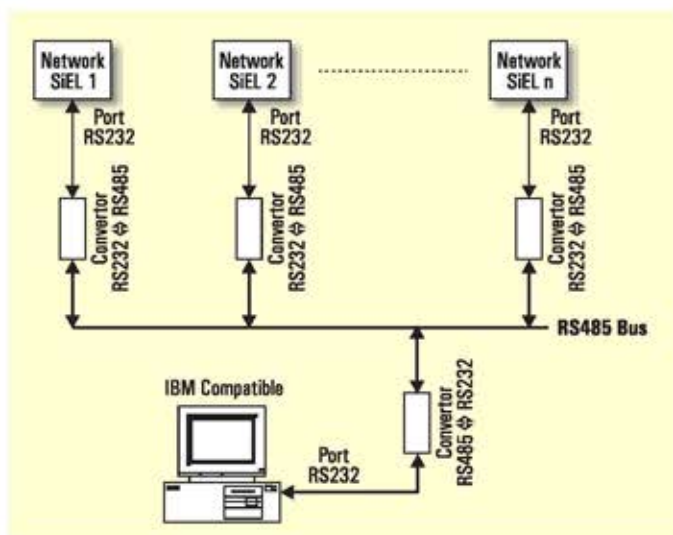 Network
SiEL 1
Network
SiEL 2
Network
SiEL n
Port
RS232
Port
RS232
Port
RS232
Convertor
RS232 ⇔ RS485
Convertor
RS232 ⇔ RS485
Convertor
RS232 ⇔ RS485
RS485 Bus
IBM Compatible
Convertor
RS485 ⇔ RS232
Port
RS232